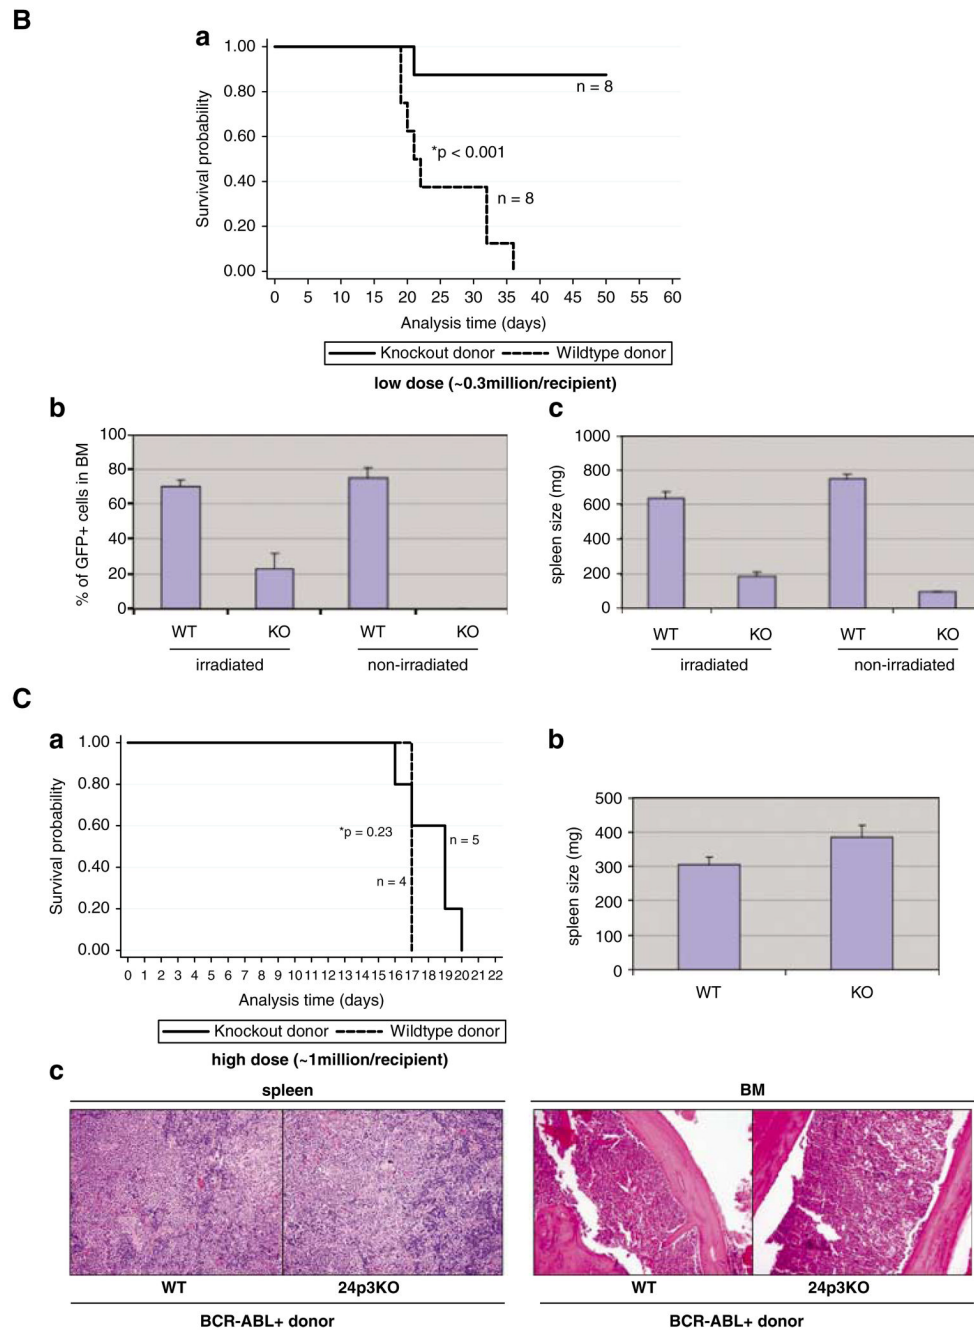 B
a
1.00
0.80
0.60
0.40
0.20
0.00
Survival probability
n = 8
*p < 0.001
n = 8
0 5 10 15 20 25 30 35 40 45 50 55 60
Analysis time (days)
Knockout donor Wildtype donor
low dose (~0.3million/recipient)
b
100
80
60
40
20
0
% of GFP+ cells in BM
WT KO WT KO
irradiated non-irradiated
c
1000
800
600
400
200
0
spleen size (mg)
WT KO WT KO
irradiated non-irradiated
C
a
1.00
0.80
0.60
0.40
0.20
0.00
Survival probability
*p = 0.23
n = 5
n = 4
0 1 2 3 4 5 6 7 8 9 10 11 12 13 14 15 16 17 18 19 20 21 22
Analysis time (days)
Knockout donor Wildtype donor
high dose (~1million/recipient)
b
500
400
300
200
100
0
spleen size (mg)
WT KO
c
spleen
WT 24p3KO
BCR-ABL+ donor
BM
WT 24p3KO
BCR-ABL+ donor